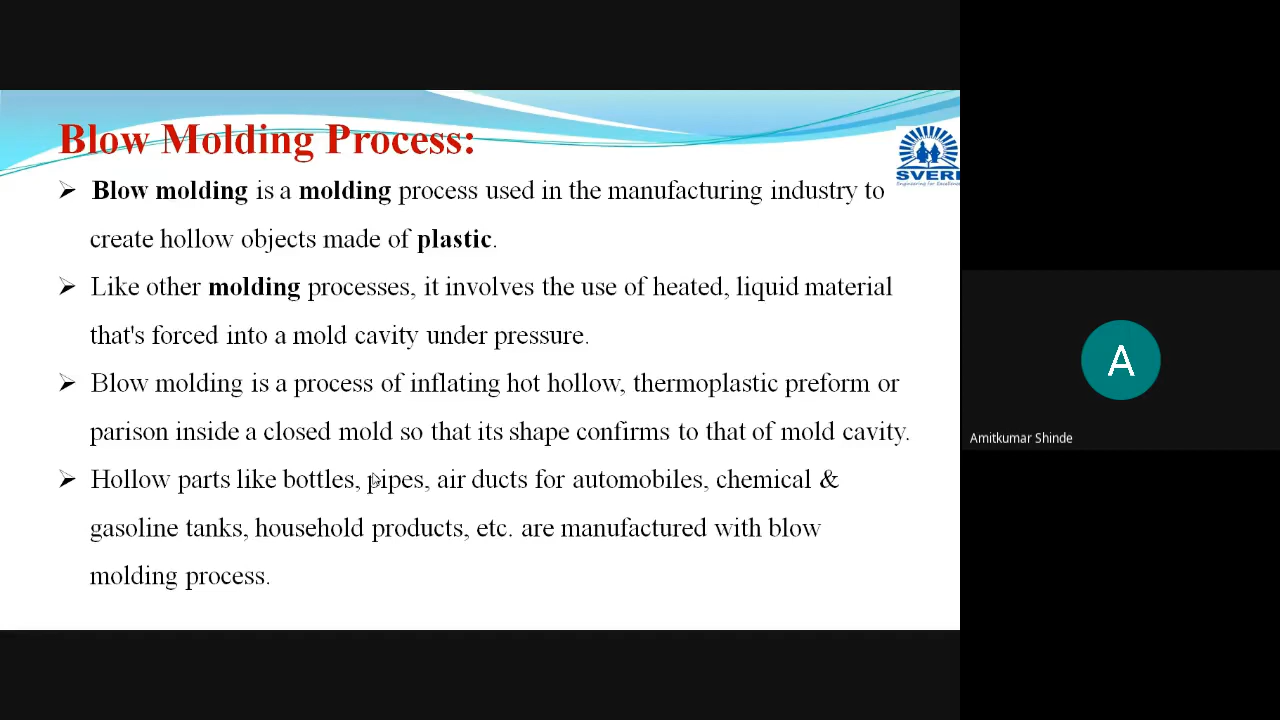 Blow Molding Process:
SVERI
Engineering for Excellence
➢ Blow molding is a molding process used in the manufacturing industry to
create hollow objects made of plastic.
➢ Like other molding processes, it involves the use of heated, liquid material
that's forced into a mold cavity under pressure.
➢ Blow molding is a process of inflating hot hollow, thermoplastic preform or
parison inside a closed mold so that its shape confirms to that of mold cavity.
➢ Hollow parts like bottles, pipes, air ducts for automobiles, chemical &
gasoline tanks, household products, etc. are manufactured with blow
molding process.
A
Amitkumar Shinde